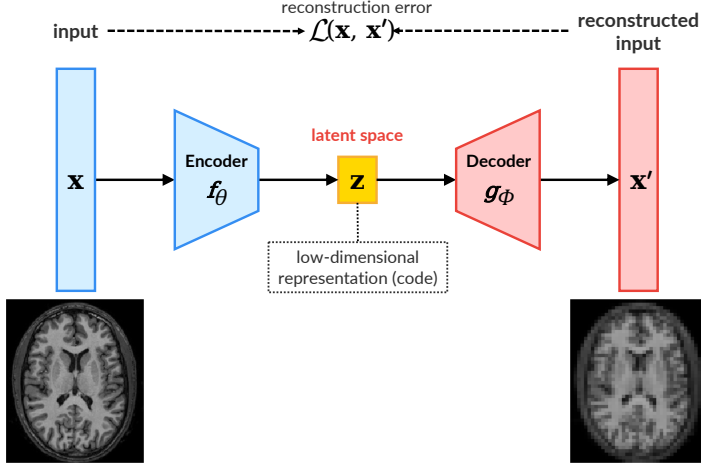 reconstruction error
input
ℒ(x, x′)
reconstructed
input
latent space
Encoder
Decoder
x
f_θ
z
g_Φ
x′
low-dimensional
representation (code)